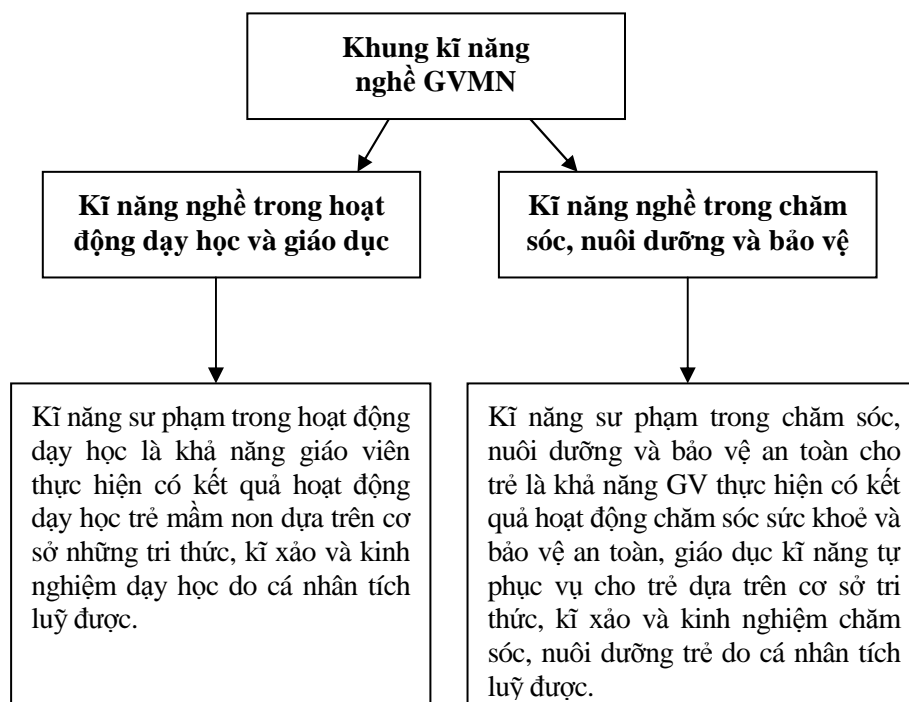 Khung kĩ năng
nghề GVMN
Kĩ năng nghề trong hoạt
động dạy học và giáo dục
Kĩ năng nghề trong chăm
sóc, nuôi dưỡng và bảo vệ
Kĩ năng sư phạm trong hoạt động
dạy học là khả năng giáo viên
thực hiện có kết quả hoạt động
dạy học trẻ mầm non dựa trên cơ
sở những tri thức, kĩ xảo và kinh
nghiệm dạy học do cá nhân tích
luỹ được.
Kĩ năng sư phạm trong chăm sóc,
nuôi dưỡng và bảo vệ an toàn cho
trẻ là khả năng GV thực hiện có kết
quả hoạt động chăm sóc sức khoẻ và
bảo vệ an toàn, giáo dục kĩ năng tự
phục vụ cho trẻ dựa trên cơ sở tri
thức, kĩ xảo và kinh nghiệm chăm
sóc, nuôi dưỡng trẻ do cá nhân tích
luỹ được.